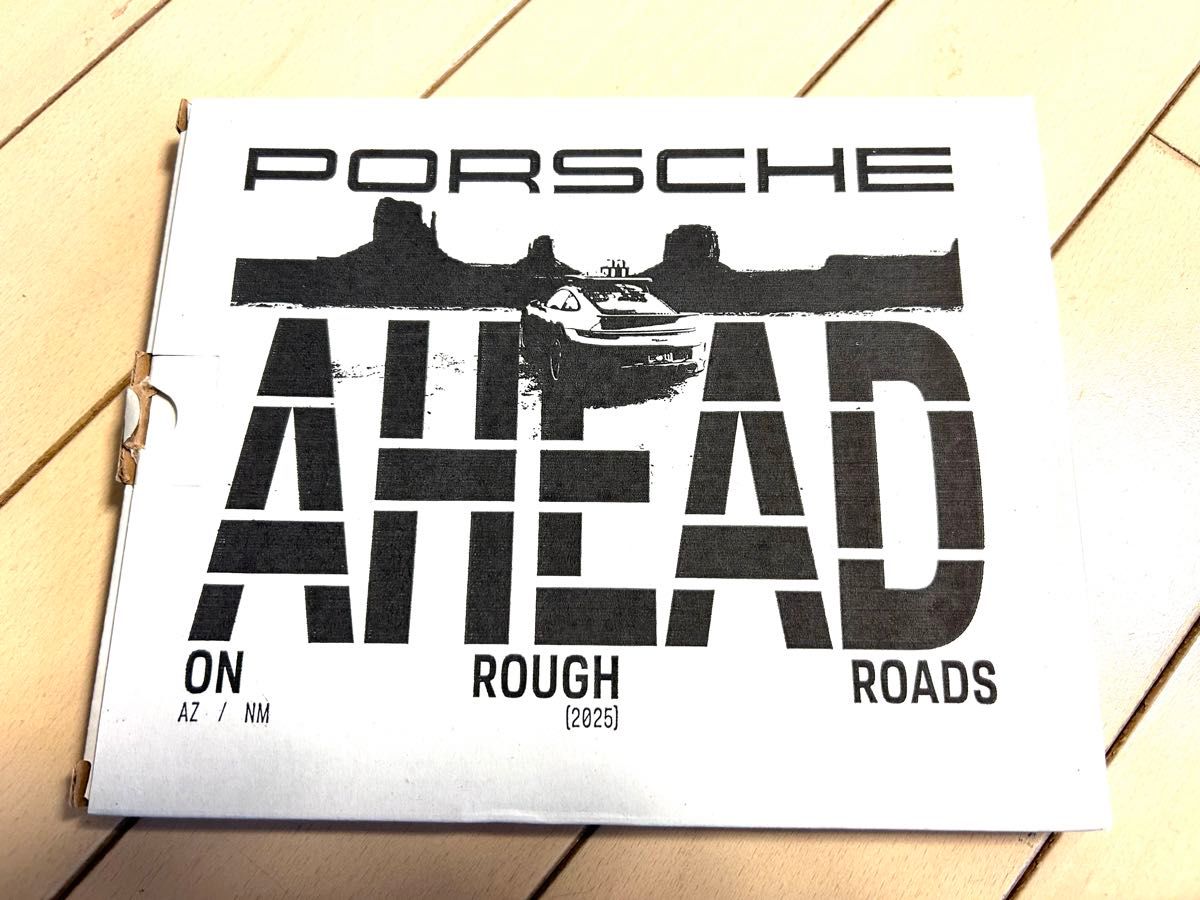 PORSCHE
AHEAD
ON ROUGH ROADS
AZ / NM (2025)